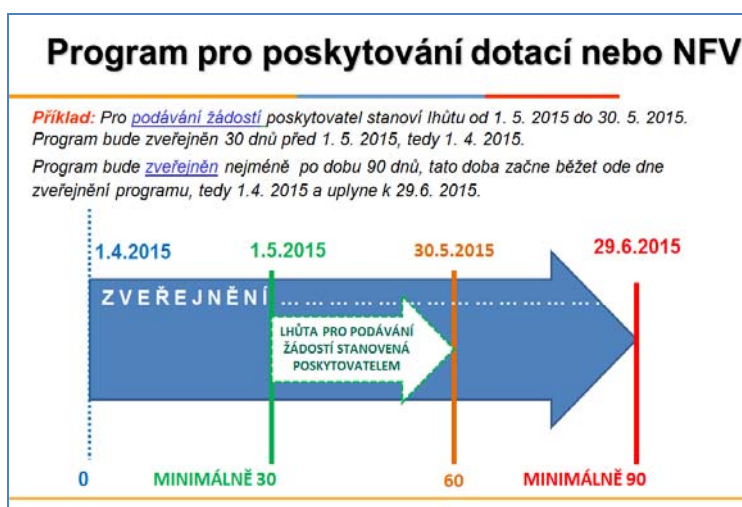 Program pro poskytování dotací nebo NFV
Příklad: Pro podávání žádostí poskytovatel stanoví lhůtu od 1. 5. 2015 do 30. 5. 2015.
Program bude zveřejněn 30 dnů před 1. 5. 2015, tedy 1. 4. 2015.
Program bude zveřejněn nejméně po dobu 90 dnů, tato doba začne běžet ode dne
zveřejnění programu, tedy 1.4. 2015 a uplyne k 29.6. 2015.
1.4.2015 1.5.2015 30.5.2015 29.6.2015
ZVEŘEJNĚNÍ … … … … … … … … … … … … …
LHŮTA PRO PODÁVÁNÍ
ŽÁDOSTÍ STANOVENÁ
POSKYTOVATELEM
0 MINIMÁLNĚ 30 60 MINIMÁLNĚ 90